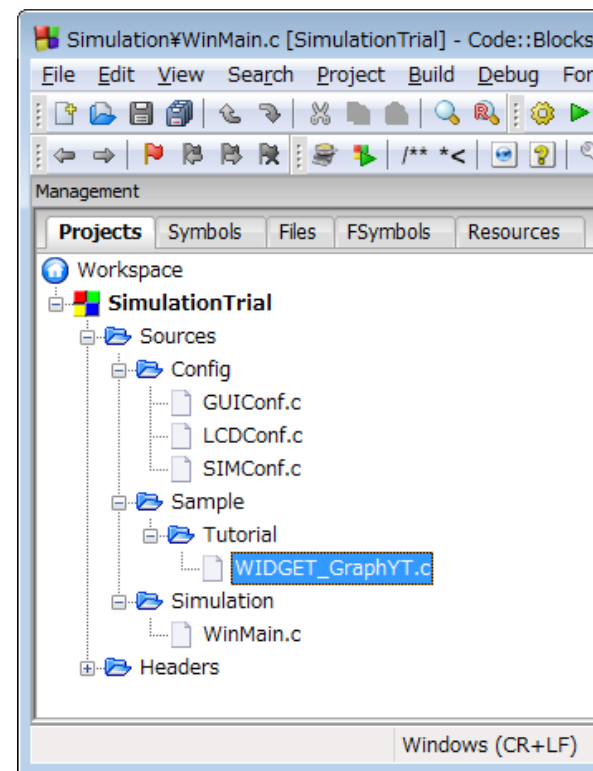 Simulation¥WinMain.c [SimulationTrial] - Code::Blocks
File Edit View Search Project Build Debug For
/** *<
Management
Projects Symbols Files FSymbols Resources
Workspace
SimulationTrial
Sources
Config
GUIConf.c
LCDConf.c
SIMConf.c
Sample
Tutorial
WIDGET_GraphYT.c
Simulation
WinMain.c
Headers
Windows (CR+LF)